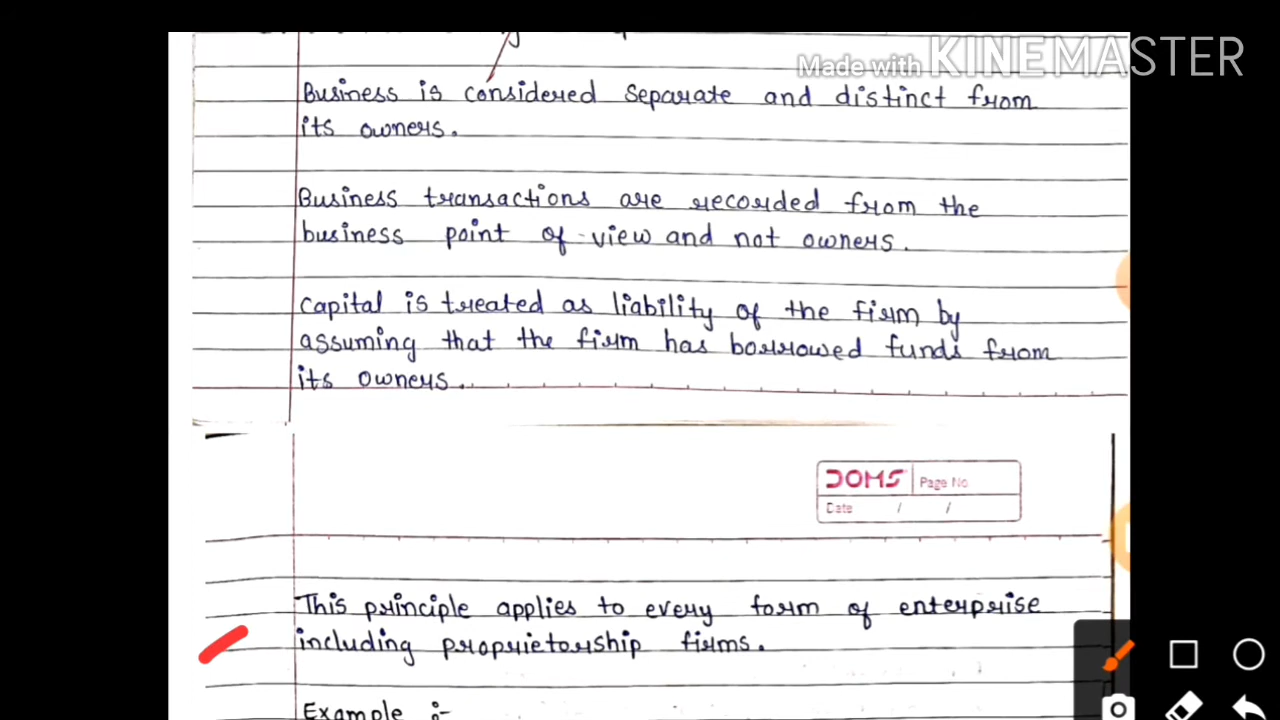 Made with KINEMASTER
Business is considered separate and distinct from
its owners.
Business transactions are recorded from the
business point of view and not owners.
Capital is treated as liability of the firm by
assuming that the firm has borrowed funds from
its owners.
DOMS Page No
Date / /
This principle applies to every form of enterprise
including proprietorship firms.
Example :-